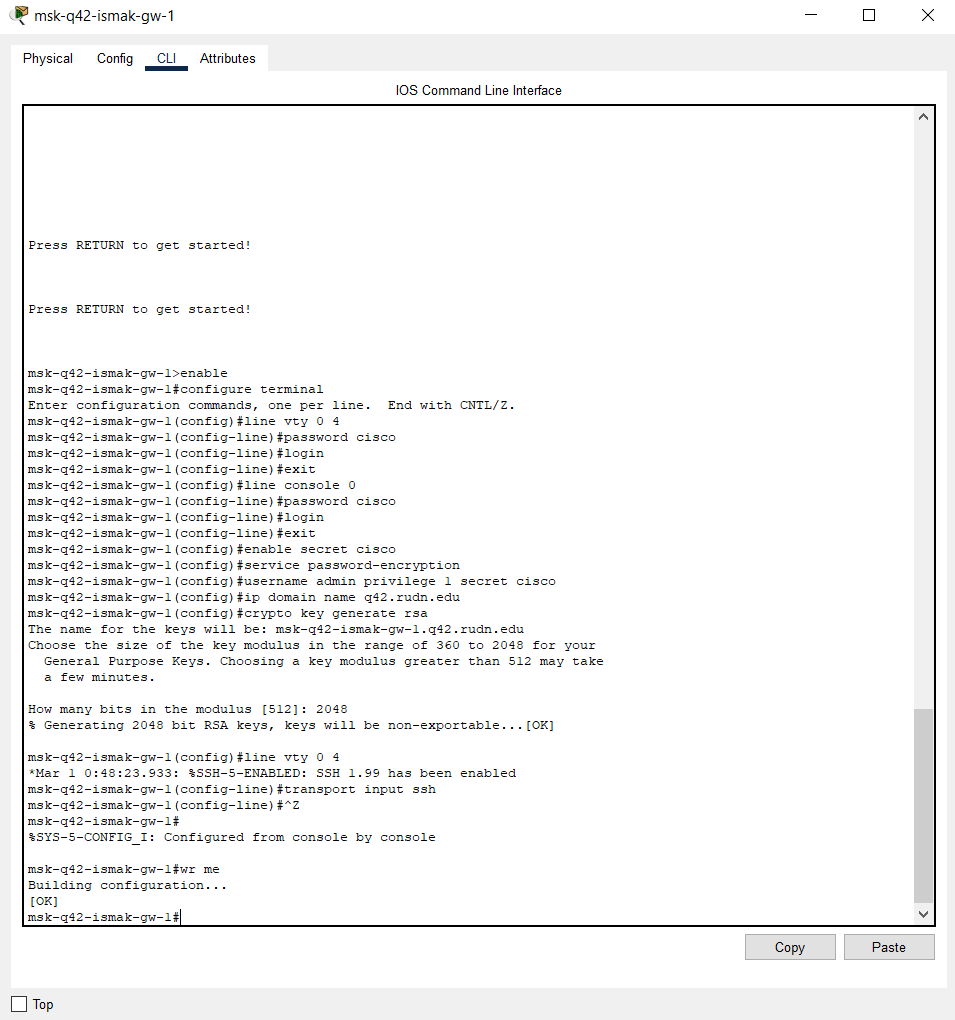 msk-q42-ismak-gw-1
Physical Config CLI Attributes
IOS Command Line Interface
Press RETURN to get started!
Press RETURN to get started!
msk-q42-ismak-gw-1>enable
msk-q42-ismak-gw-1#configure terminal
Enter configuration commands, one per line.  End with CNTL/Z.
msk-q42-ismak-gw-1(config)#line vty 0 4
msk-q42-ismak-gw-1(config-line)#password cisco
msk-q42-ismak-gw-1(config-line)#login
msk-q42-ismak-gw-1(config-line)#exit
msk-q42-ismak-gw-1(config)#line console 0
msk-q42-ismak-gw-1(config-line)#password cisco
msk-q42-ismak-gw-1(config-line)#login
msk-q42-ismak-gw-1(config-line)#exit
msk-q42-ismak-gw-1(config)#enable secret cisco
msk-q42-ismak-gw-1(config)#service password-encryption
msk-q42-ismak-gw-1(config)#username admin privilege 1 secret cisco
msk-q42-ismak-gw-1(config)#ip domain name q42.rudn.edu
msk-q42-ismak-gw-1(config)#crypto key generate rsa
The name for the keys will be: msk-q42-ismak-gw-1.q42.rudn.edu
Choose the size of the key modulus in the range of 360 to 2048 for your
  General Purpose Keys. Choosing a key modulus greater than 512 may take
  a few minutes.
How many bits in the modulus [512]: 2048
% Generating 2048 bit RSA keys, keys will be non-exportable...[OK]
msk-q42-ismak-gw-1(config)#line vty 0 4
*Mar 1 0:48:23.933: %SSH-5-ENABLED: SSH 1.99 has been enabled
msk-q42-ismak-gw-1(config-line)#transport input ssh
msk-q42-ismak-gw-1(config-line)#^Z
msk-q42-ismak-gw-1#
%SYS-5-CONFIG_I: Configured from console by console
msk-q42-ismak-gw-1#wr me
Building configuration...
[OK]
msk-q42-ismak-gw-1#
Copy Paste
Top